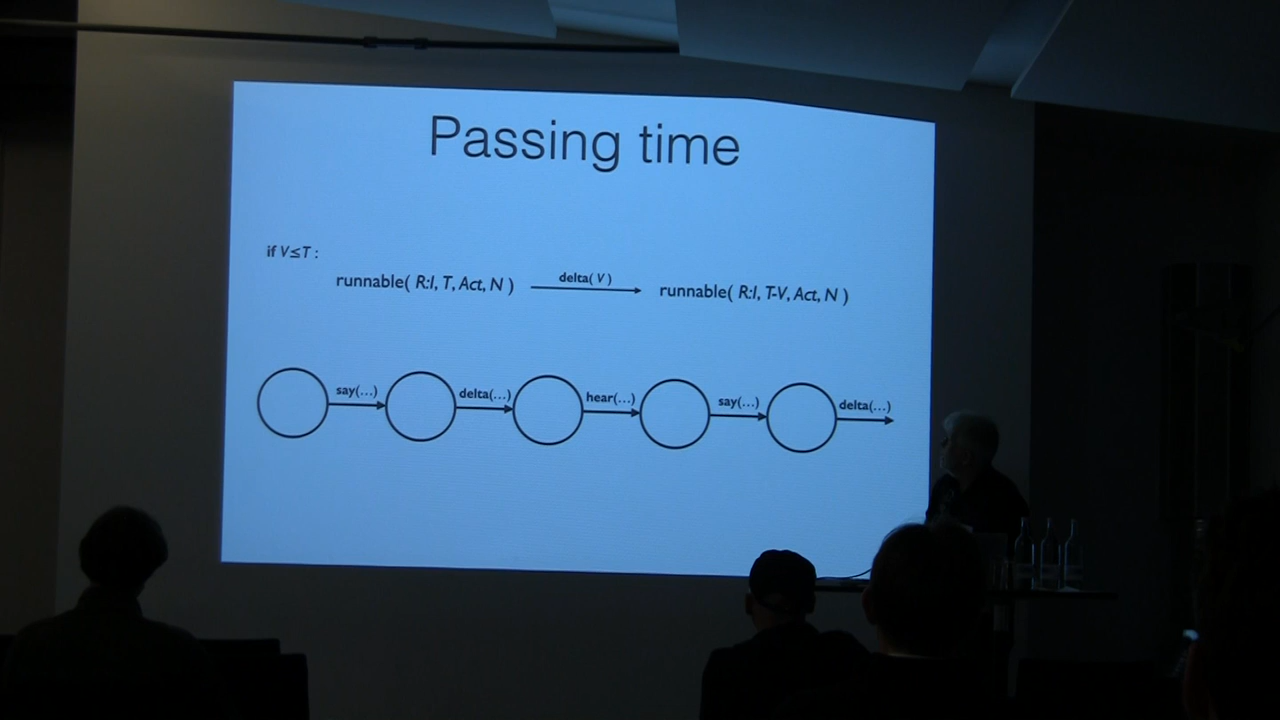 Passing time
if V≤T :
runnable( R:I, T, Act, N ) delta( V ) runnable( R:I, T-V, Act, N )
say(...) delta(...) hear(...) say(...) delta(...)